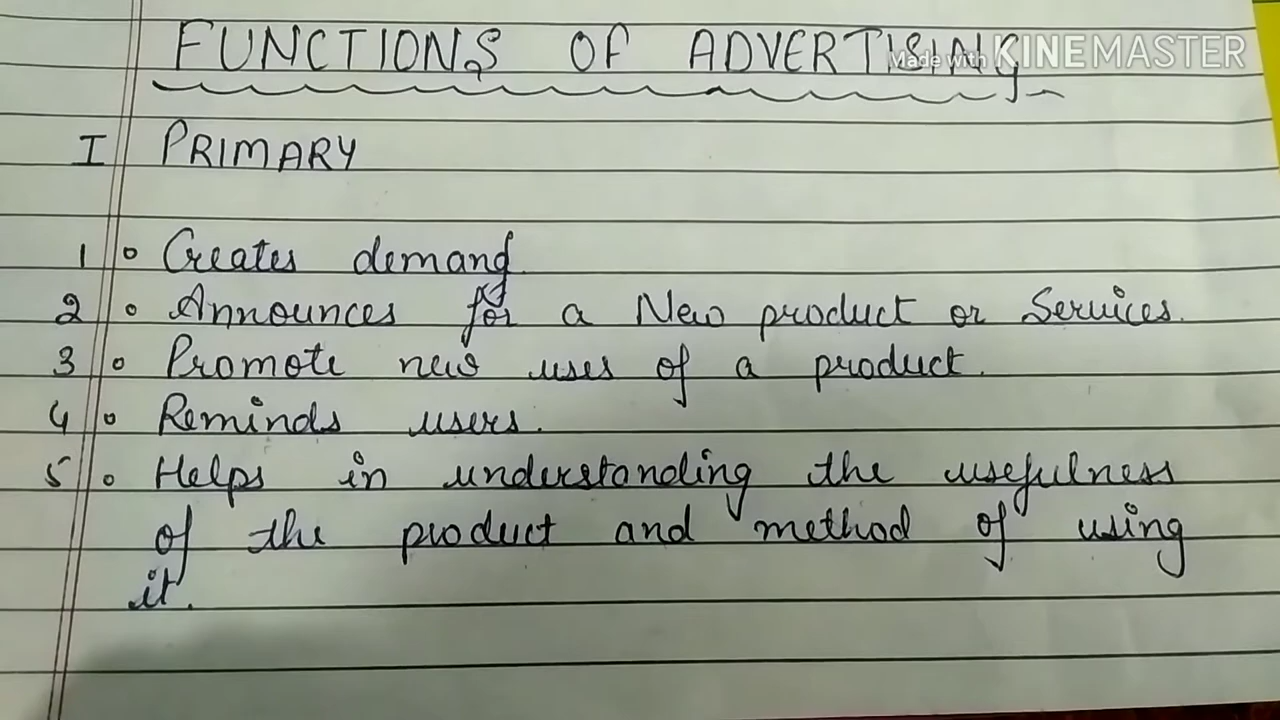 FUNCTIONS OF ADVERTISING
Made with KINEMASTER
I PRIMARY
1 Creates demand
2 Announces for a New product or Services.
3 Promote new uses of a product.
4 Reminds users.
5 Helps in understanding the usefulness
of the product and method of using
it.